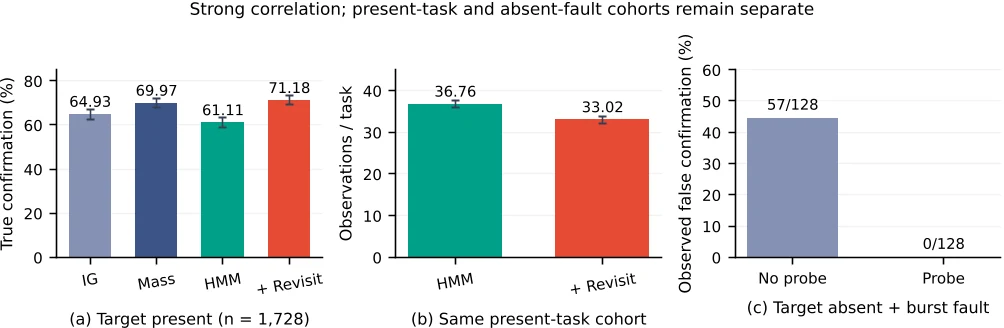 Strong correlation; present-task and absent-fault cohorts remain separate
True confirmation (%)
80
60
40
20
0
64.93
69.97
61.11
71.18
IG
Mass
HMM
+ Revisit
(a) Target present (n = 1,728)
Observations / task
40
30
20
10
0
36.76
33.02
HMM
+ Revisit
(b) Same present-task cohort
Observed false confirmation (%)
60
50
40
30
20
10
0
57/128
0/128
No probe
Probe
(c) Target absent + burst fault